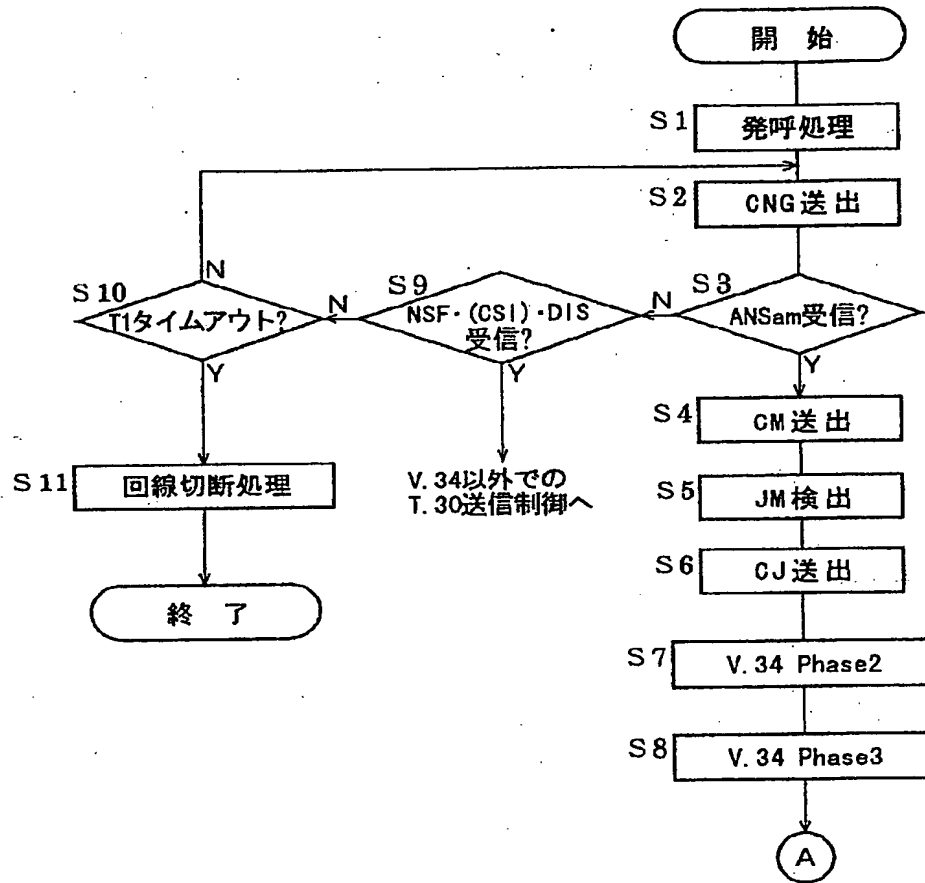 開 始
S1
発呼処理
S2
CNG送出
S3
ANSam受信?
N
Y
S9
NSF・(CSI)・DIS
受信?
N
Y
S10
T1タイムアウト?
N
Y
S4
CM送出
S5
JM検出
S6
CJ送出
S7
V.34 Phase2
S8
V.34 Phase3
A
V.34以外での
T.30送信制御へ
S11
回線切断処理
終 了